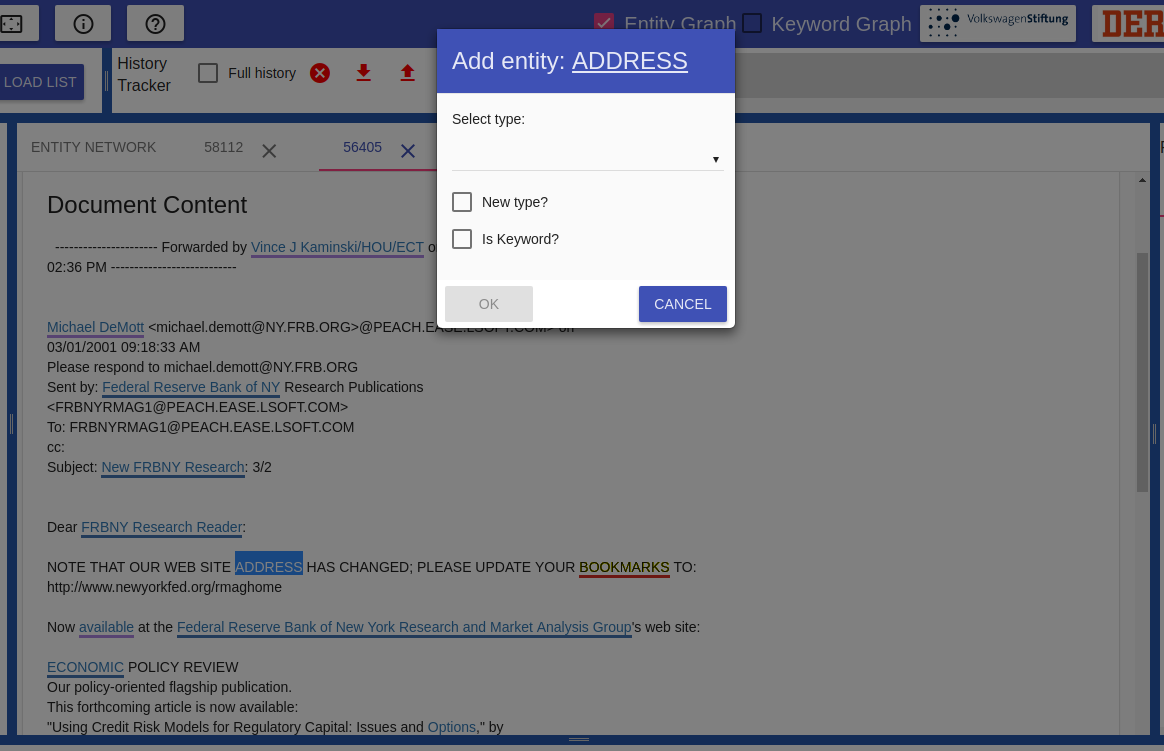 Entity Graph
Keyword Graph
VolkswagenStiftung
LOAD LIST
History
Tracker
Full history
Add entity: ADDRESS
Select type:
New type?
Is Keyword?
OK
CANCEL
ENTITY NETWORK
58112
56405
Document Content
---------------------- Forwarded by Vince J Kaminski/HOU/ECT o
02:36 PM ---------------------------
Michael DeMott <michael.demott@NY.FRB.ORG>@PEACH.EASE.LSOFT.COM> on
03/01/2001 09:18:33 AM
Please respond to michael.demott@NY.FRB.ORG
Sent by: Federal Reserve Bank of NY Research Publications
<FRBNYRMAG1@PEACH.EASE.LSOFT.COM>
To: FRBNYRMAG1@PEACH.EASE.LSOFT.COM
cc:
Subject: New FRBNY Research: 3/2
Dear FRBNY Research Reader:
NOTE THAT OUR WEB SITE ADDRESS HAS CHANGED; PLEASE UPDATE YOUR BOOKMARKS TO:
http://www.newyorkfed.org/rmaghome
Now available at the Federal Reserve Bank of New York Research and Market Analysis Group's web site:
ECONOMIC POLICY REVIEW
Our policy-oriented flagship publication.
This forthcoming article is now available:
"Using Credit Risk Models for Regulatory Capital: Issues and Options," by